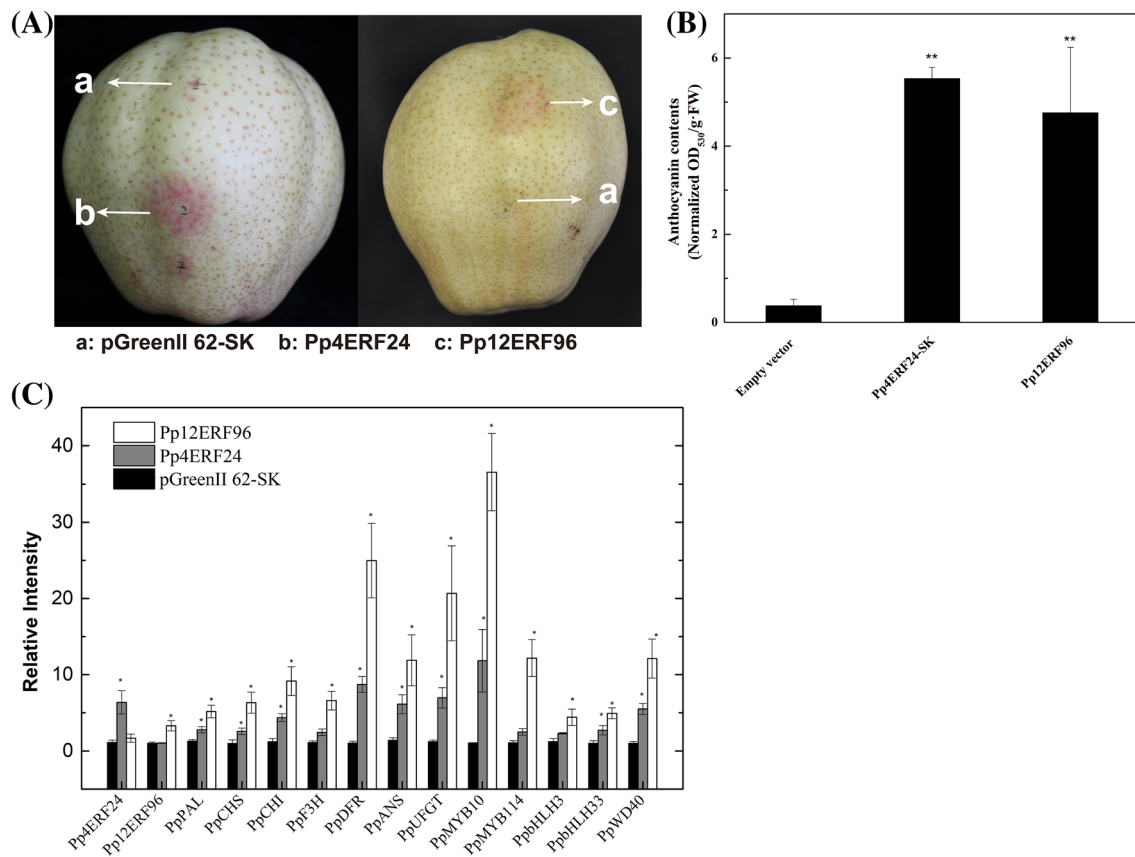 (A)
a
b
c
a
a: pGreenII 62-SK b: Pp4ERF24 c: Pp12ERF96
(B)
Anthocyanin contents
(Normalized OD530/g·FW)
6
4
2
0
**
**
Empty vector
Pp4ERF24-SK
Pp12ERF96
(C)
Relative Intensity
40
30
20
10
0
Pp12ERF96
Pp4ERF24
pGreenII 62-SK
* * * * * * * * * * * * * * * * * * * * * *
Pp4ERF24
Pp12ERF96
PpPAL
PpCHS
PpCHI
PpF3H
PpDFR
PpANS
PpUFGT
PpMYB10
PpMYB114
PpbHLH3
PpbHLH33
PpWD40